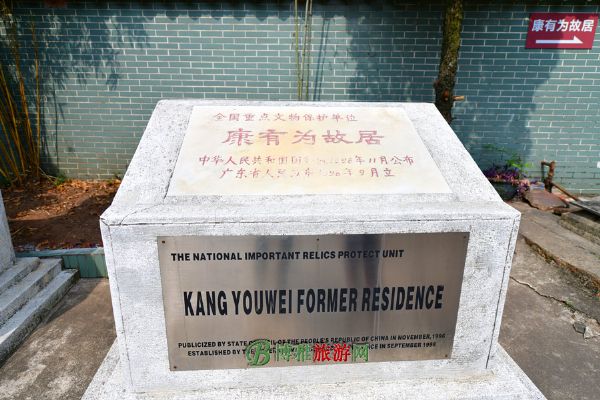 康有为故居
全国重点文物保护单位
康有为故居
中华人民共和国国务院1996年11月公布
广东省人民政府1998年9月立
THE NATIONAL IMPORTANT RELICS PROTECT UNIT
KANG YOUWEI FORMER RESIDENCE
PUBLICIZED BY STATE COUNCIL OF THE PEOPLE'S REPUBLIC OF CHINA IN NOVEMBER,1996
ESTABLISHED BY IN SEPTEMBER 1998
博雅旅游网